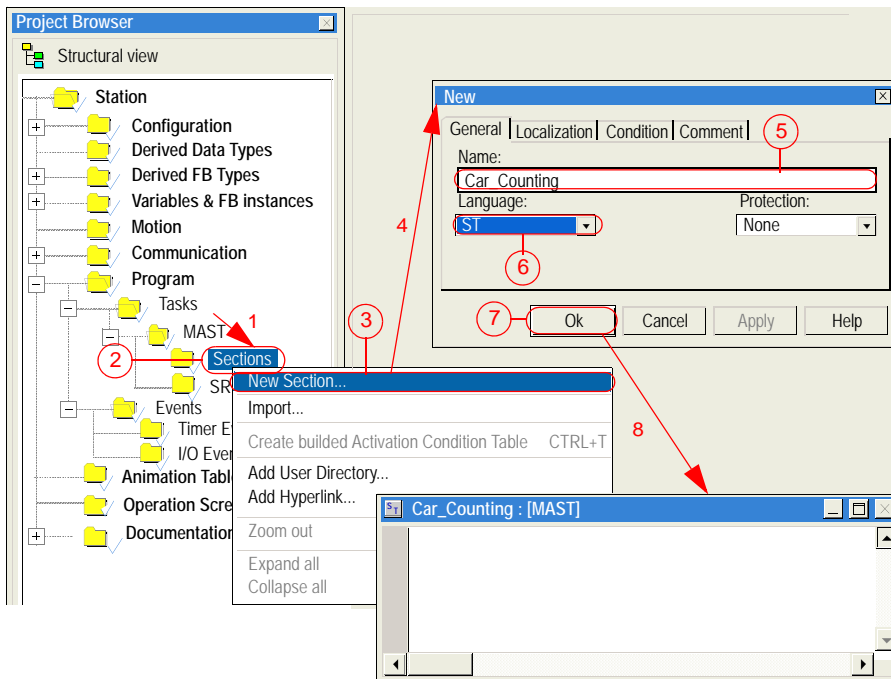 Project Browser
Structural view
Station
Configuration
Derived Data Types
Derived FB Types
Variables & FB instances
Motion
Communication
Program
Tasks
MAST
1
2
Sections
SR
Events
Timer E
I/O Ever
Animation Table
Operation Scre
Documentation
3
New Section...
Import...
Create builded Activation Condition Table CTRL+T
Add User Directory...
Add Hyperlink...
Zoom out
Expand all
Collapse all
4
New
General Localization Condition Comment
5
Name:
Car_Counting
Language: Protection:
ST None
6
7
Ok Cancel Apply Help
8
S T Car_Counting : [MAST]